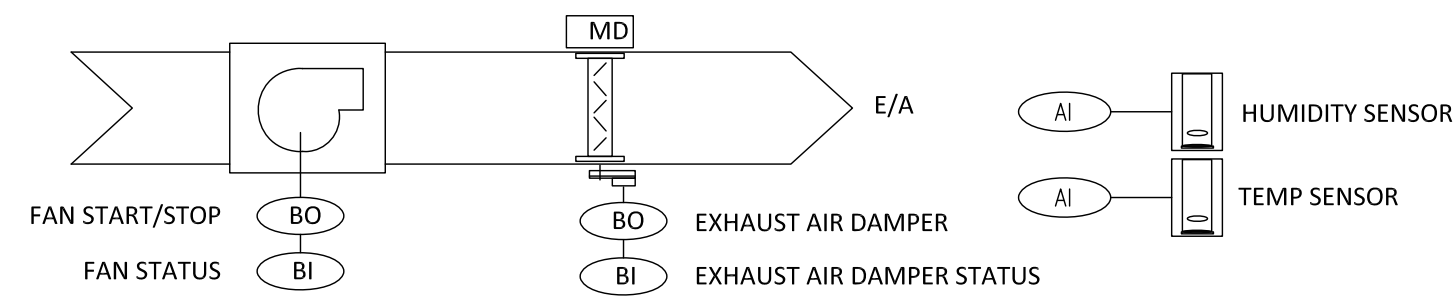 MD
E/A
AI
HUMIDITY SENSOR
AI
TEMP SENSOR
FAN START/STOP
BO
BO
EXHAUST AIR DAMPER
FAN STATUS
BI
BI
EXHAUST AIR DAMPER STATUS